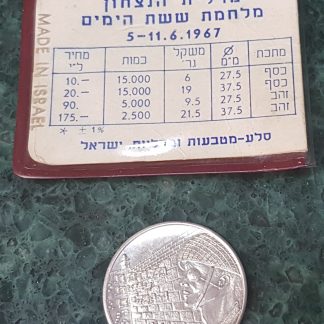 מדליית הנצחון
מלחמת ששת הימים
5-11.6.1967
מתכת Ø מ"מ משקל גר' כמות מחיר ל"י
כסף 27.5 6 15.000 10.-
כסף 37.5 19 15.000 20.-
זהב 27.5 9.5 5.000 90.
זהב 37.5 21.5 2.500 175.-
* ± 1%
סלע-מטבעות ומדליות ישראל
MADE IN ISRAEL